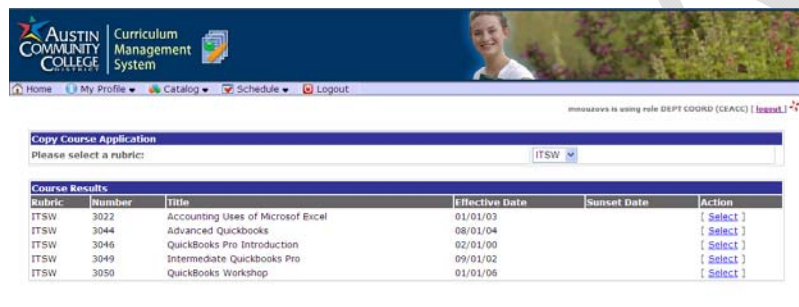 AUSTIN COMMUNITY COLLEGE DISTRICT
Curriculum Management System
Home My Profile Catalog Schedule Logout
is using role DEPT COORD (CEACC) [ logout ]
Copy Course Application
Please select a rubric: ITSW
Course Results
Rubric Number Title Effective Date Sunset Date Action
ITSW 3022 Accounting Uses of Microsof Excel 01/01/03 [ Select ]
ITSW 3044 Advanced Quickbooks 08/01/04 [ Select ]
ITSW 3046 QuickBooks Pro Introduction 02/01/00 [ Select ]
ITSW 3049 Intermediate Quickbooks Pro 09/01/02 [ Select ]
ITSW 3050 QuickBooks Workshop 01/01/06 [ Select ]